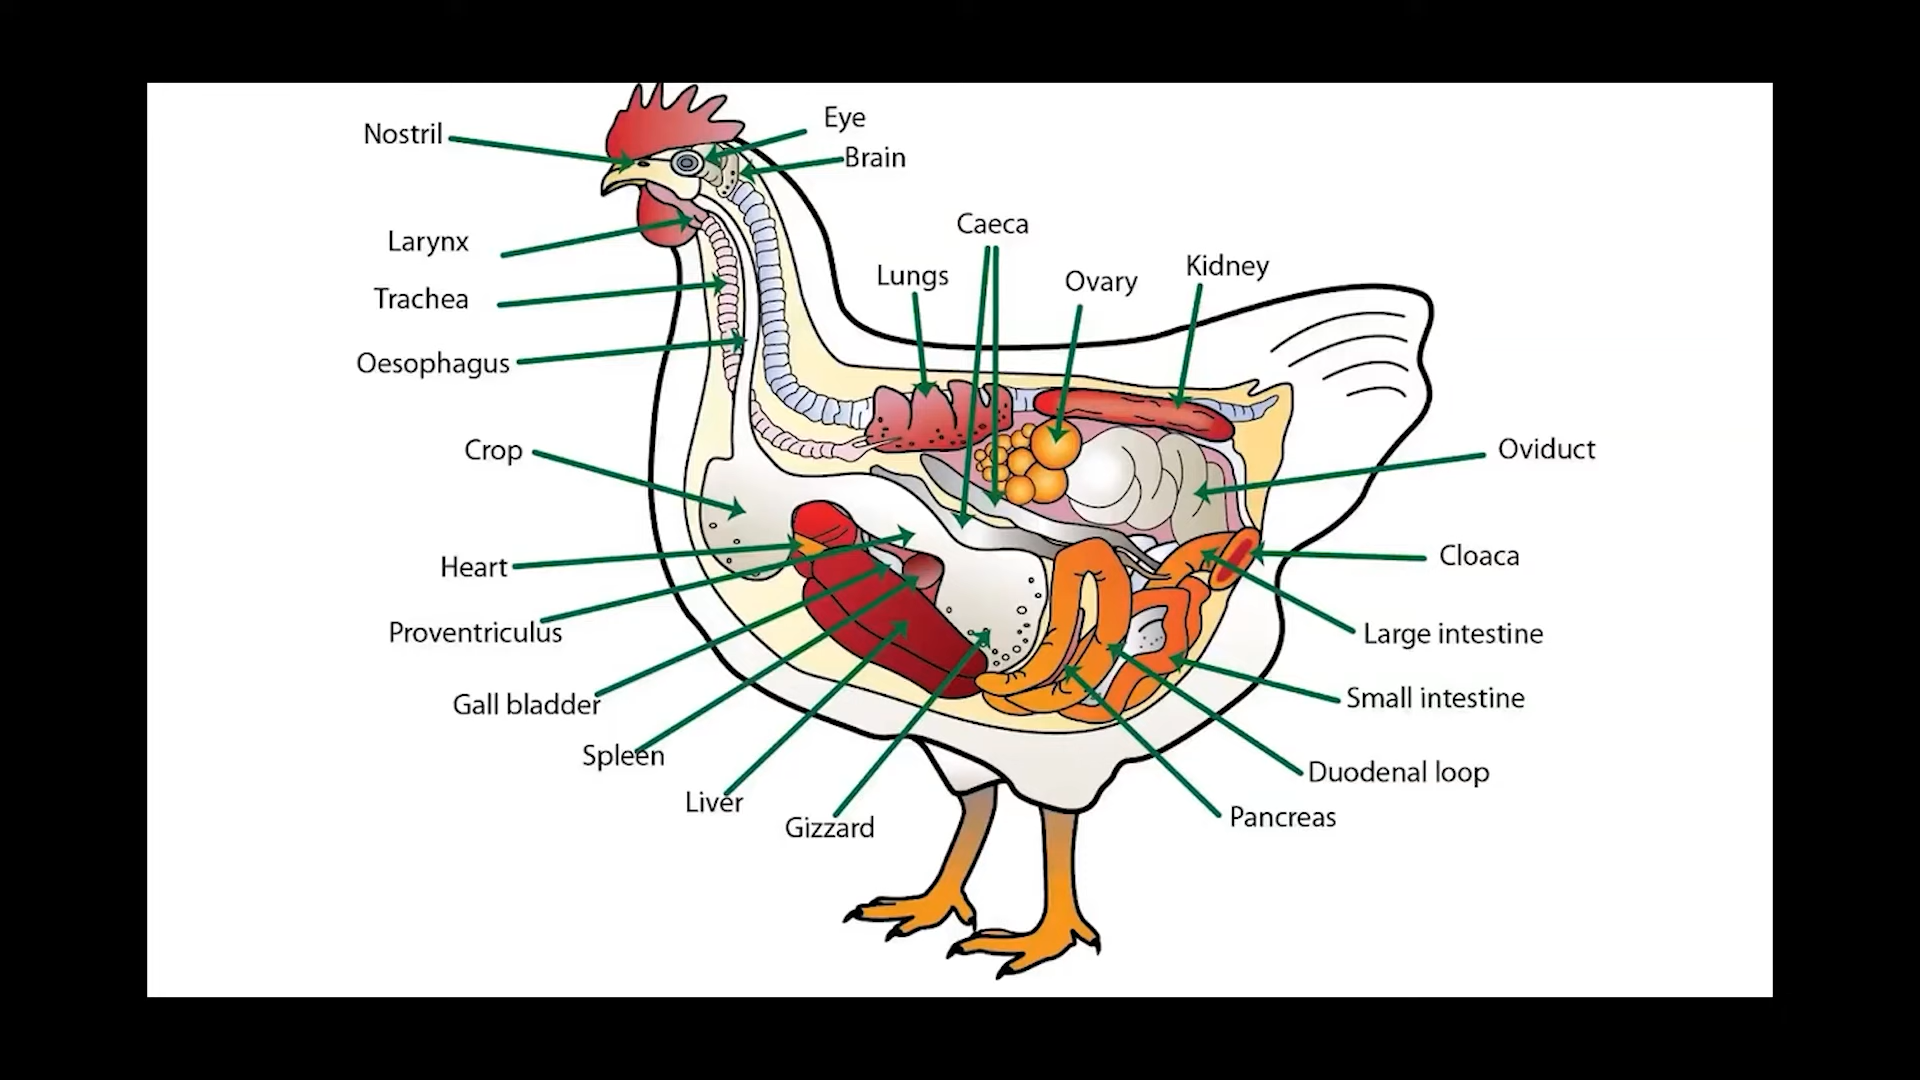 Nostril
Eye
Brain
Larynx
Caeca
Lungs
Ovary
Kidney
Trachea
Oesophagus
Crop
Oviduct
Heart
Cloaca
Proventriculus
Large intestine
Gall bladder
Small intestine
Spleen
Duodenal loop
Liver
Gizzard
Pancreas